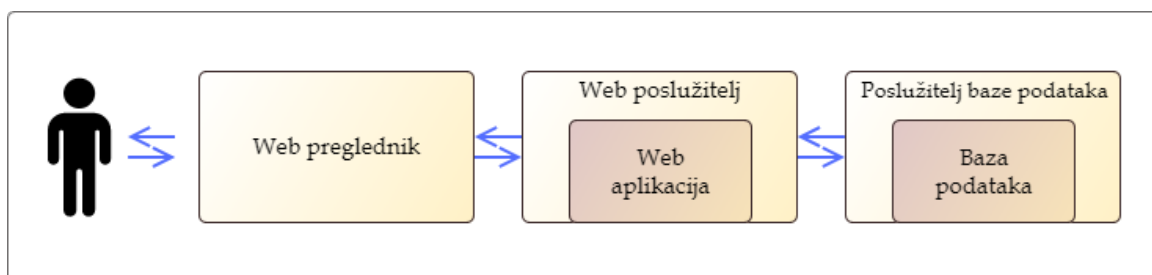 Web preglednik
Web poslužitelj
Web
aplikacija
Poslužitelj baze podataka
Baza
podataka